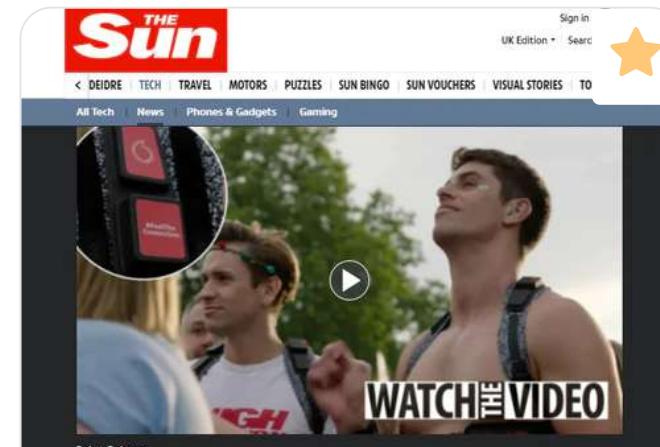 THE
Sun
Sign in
UK Edition
Searc
< DEIDRE TECH TRAVEL MOTORS PUZZLES SUN BINGO SUN VOUCHERS VISUAL STORIES TO
All Tech News Phones & Gadgets Gaming
WATCH THE VIDEO